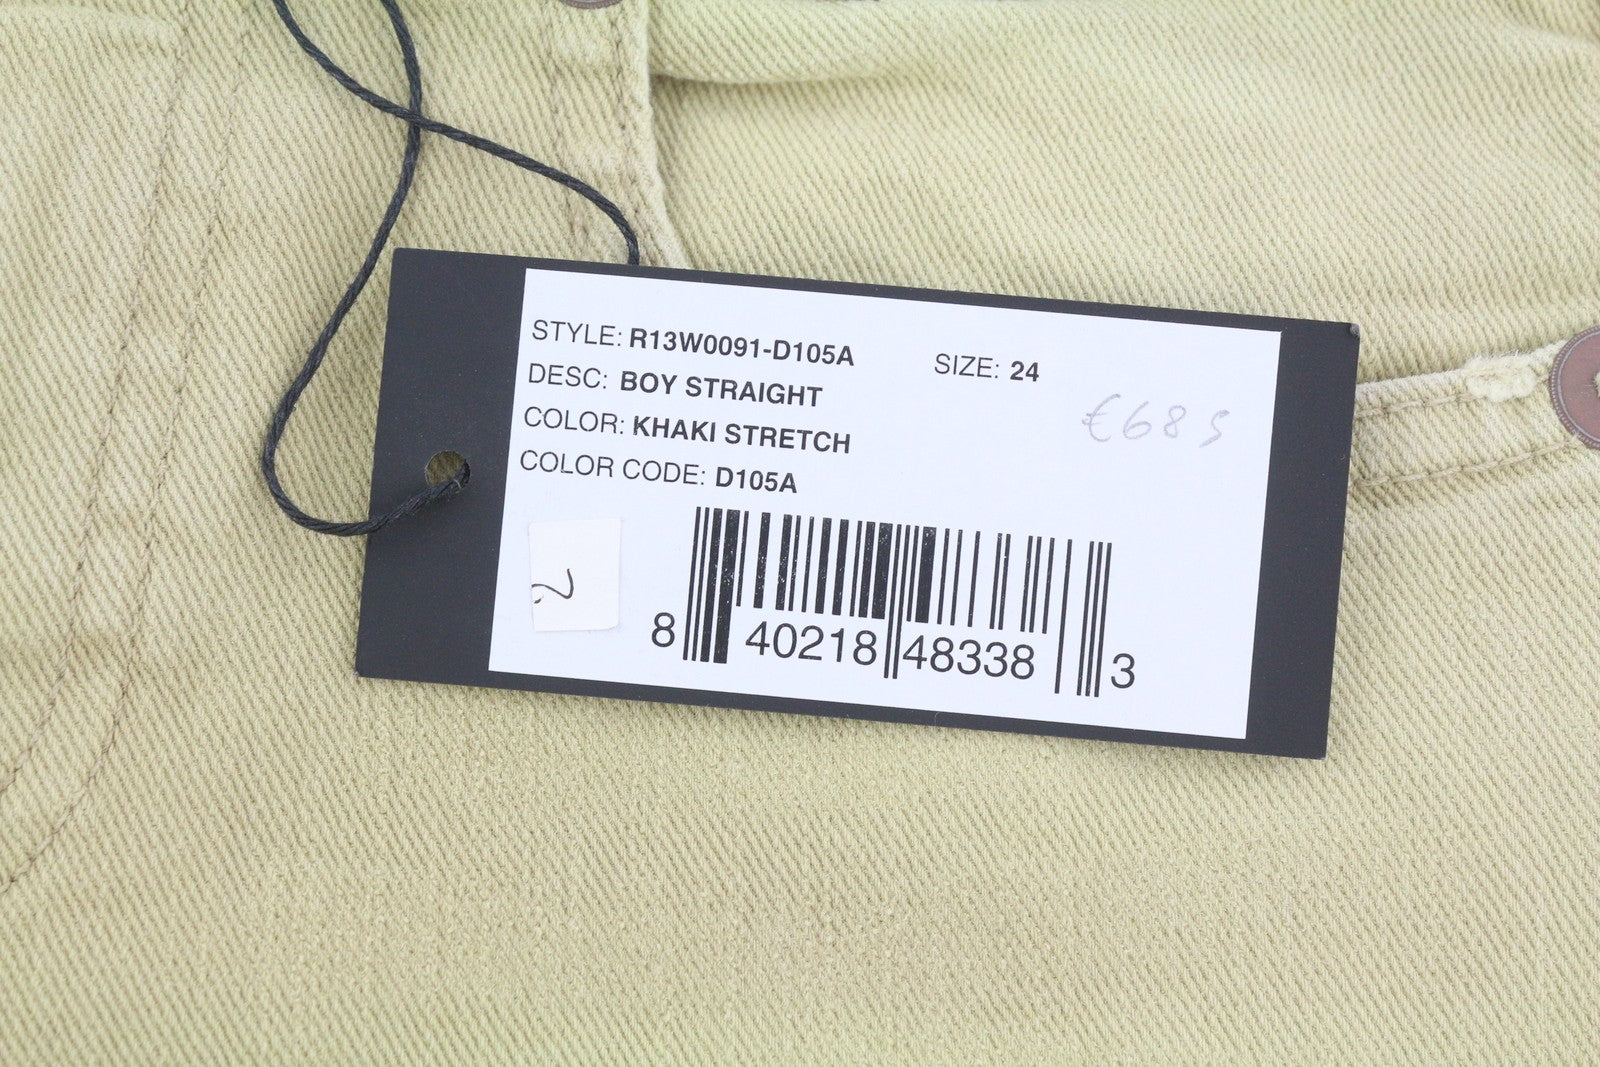 STYLE: R13W0091-D105A SIZE: 24
DESC: BOY STRAIGHT
COLOR: KHAKI STRETCH
€685
COLOR CODE: D105A
8 40218 48338 3